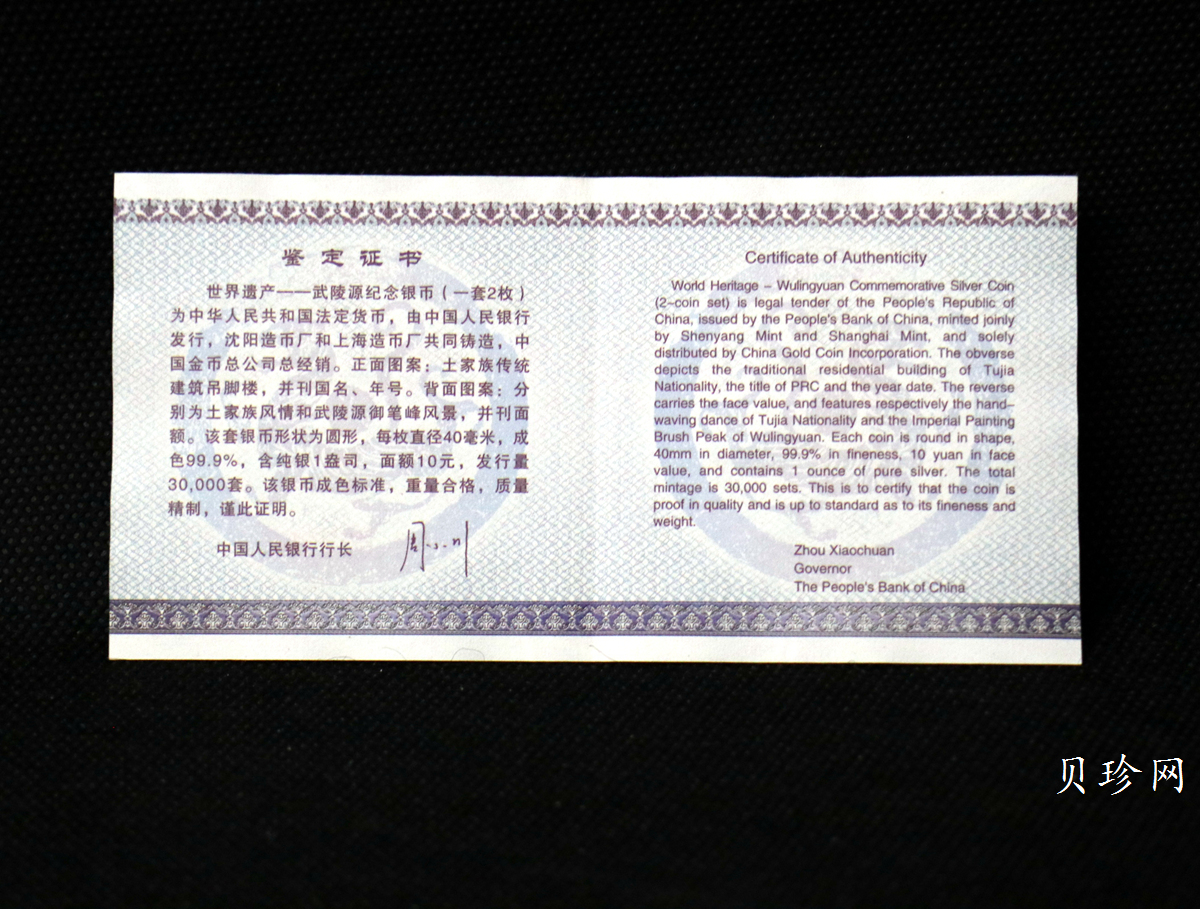 鉴定证书
世界遗产——武陵源纪念银币（一套2枚）
为中华人民共和国法定货币，由中国人民银行
发行，沈阳造币厂和上海造币厂共同铸造，中
国金币总公司总经销。正面图案：土家族传统
建筑吊脚楼，并刊国名、年号。背面图案：分
别为土家族风情和武陵源御笔峰风景，并刊面
额。该套银币形状为圆形，每枚直径40毫米，成
色99.9%，含纯银1盎司，面额10元，发行量
30,000套。该银币成色标准，重量合格，质量
精制，谨此证明。
中国人民银行行长 周小川
Certificate of Authenticity
World Heritage – Wulingyuan Commemorative Silver Coin
(2–coin set) is legal tender of the People's Republic of
China, issued by the People's Bank of China, minted joinly
by Shenyang Mint and Shanghai Mint, and solely
distributed by China Gold Coin Incorporation. The obverse
depicts the traditional residential building of Tujia
Nationality, the title of PRC and the year date. The reverse
carries the face value, and features respectively the hand–
waving dance of Tujia Nationality and the Imperial Painting
Brush Peak of Wulingyuan. Each coin is round in shape,
40mm in diameter, 99.9% in fineness, 10 yuan in face
value, and contains 1 ounce of pure silver. The total
mintage is 30,000 sets. This is to certify that the coin is
proof in quality and is up to standard as to its fineness and
weight.
Zhou Xiaochuan
Governor
The People's Bank of China
贝珍网